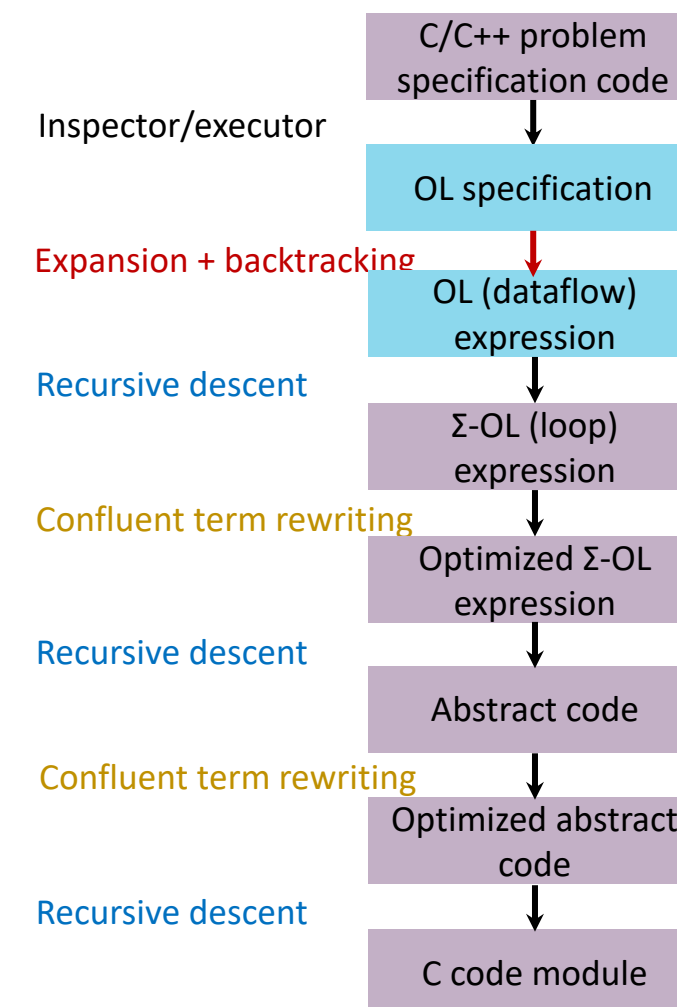 C/C++ problem
specification code
Inspector/executor
OL specification
Expansion + backtracking
OL (dataflow)
expression
Recursive descent
Σ-OL (loop)
expression
Confluent term rewriting
Optimized Σ-OL
expression
Recursive descent
Abstract code
Confluent term rewriting
Optimized abstract
code
Recursive descent
C code module